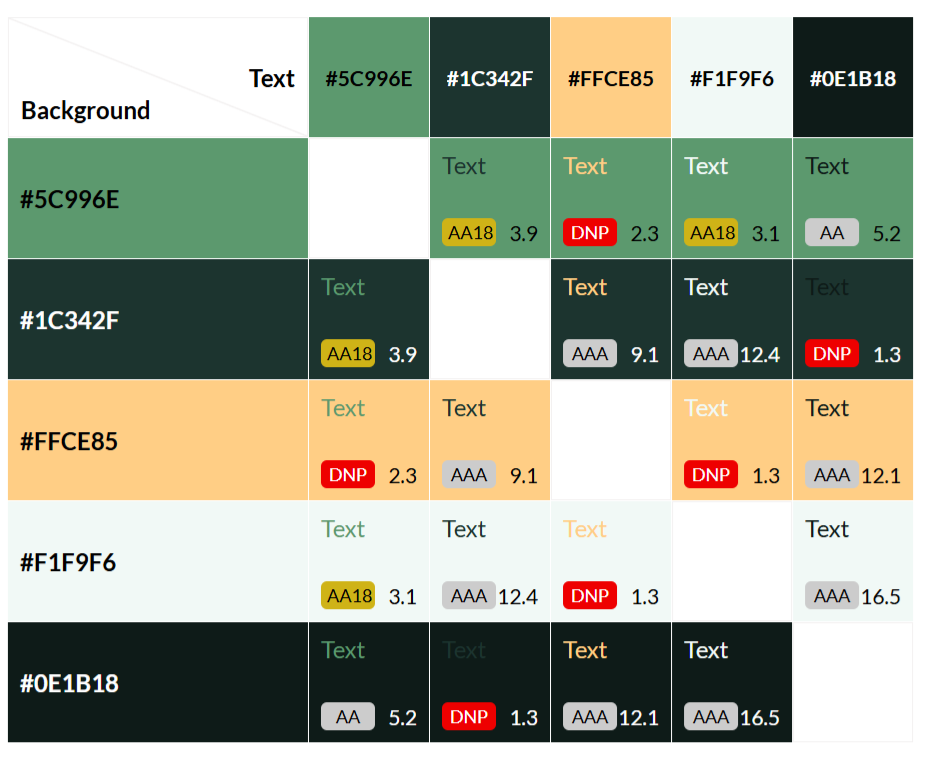 Text
Background
#5C996E #1C342F #FFCE85 #F1F9F6 #0E1B18
#5C996E
Text Text Text Text
AA18 3.9 DNP 2.3 AA18 3.1 AA 5.2
#1C342F
Text Text Text Text
AA18 3.9 AAA 9.1 AAA 12.4 DNP 1.3
#FFCE85
Text Text Text Text
DNP 2.3 AAA 9.1 DNP 1.3 AAA 12.1
#F1F9F6
Text Text Text Text
AA18 3.1 AAA 12.4 DNP 1.3 AAA 16.5
#0E1B18
Text Text Text Text
AA 5.2 DNP 1.3 AAA 12.1 AAA 16.5